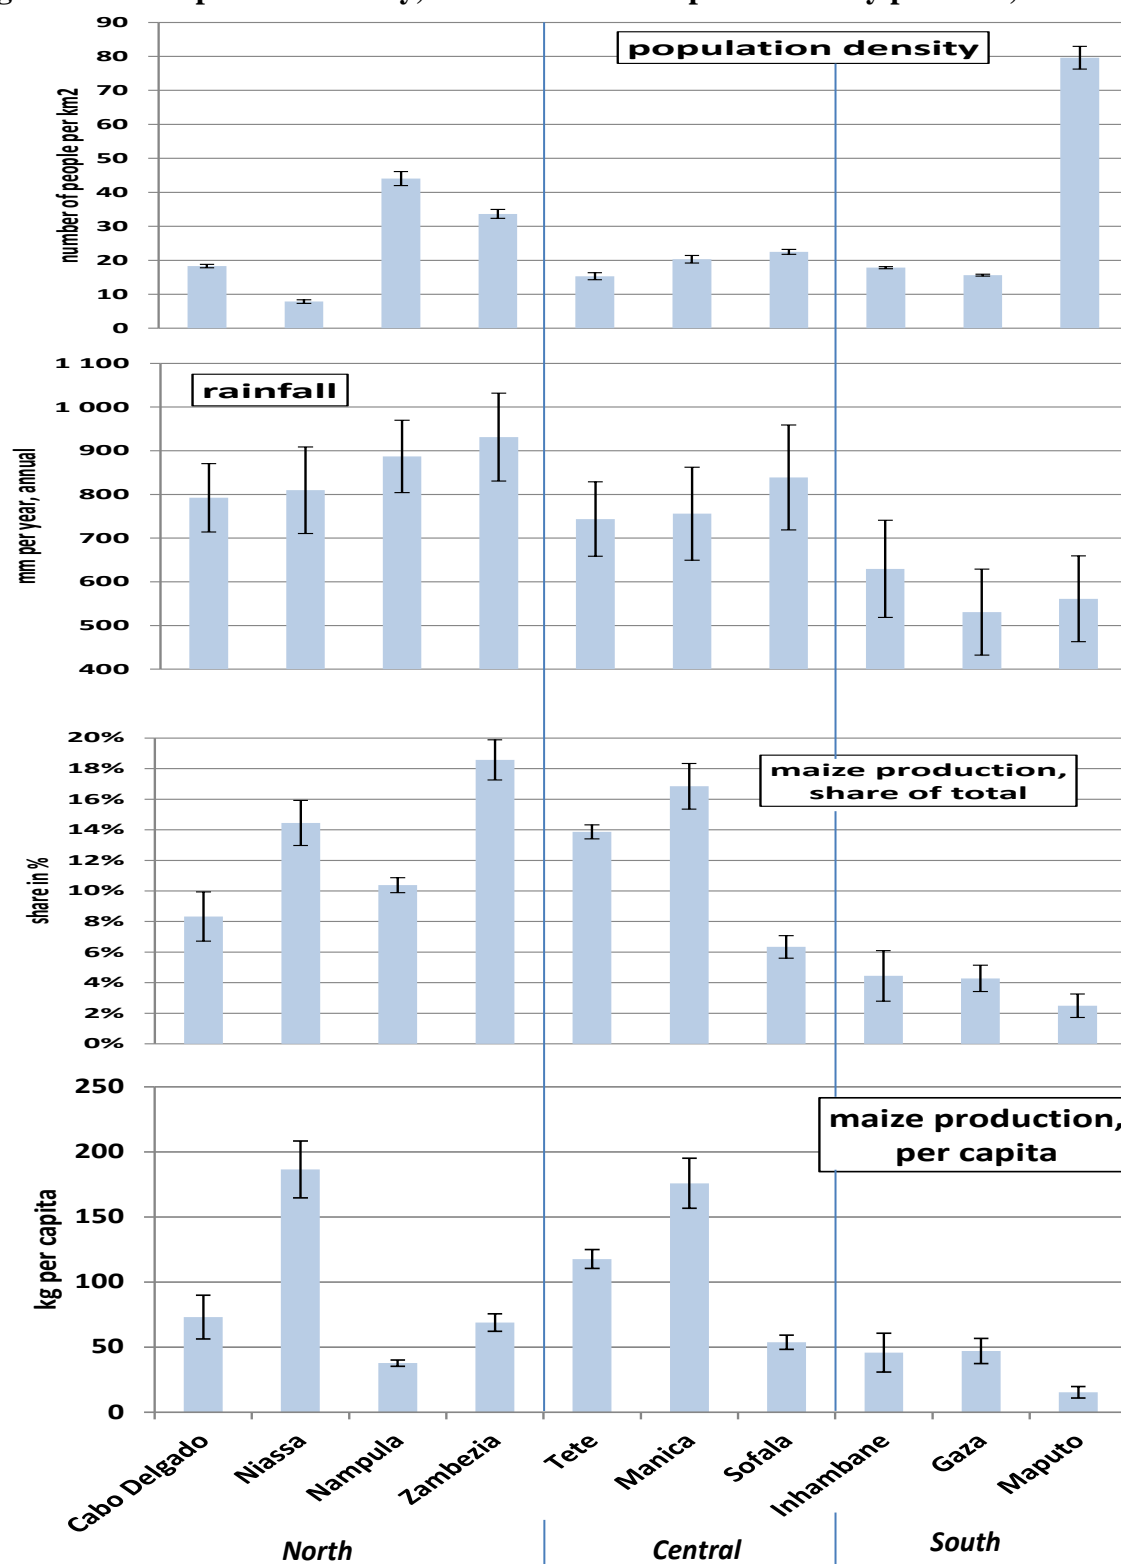 population density
number of people per km2
90
80
70
60
50
40
30
20
10
0
rainfall
mm per year, annual
1 100
1 000
900
800
700
600
500
400
maize production,
share of total
share in %
20%
18%
16%
14%
12%
10%
8%
6%
4%
2%
0%
maize production,
per capita
kg per capita
250
200
150
100
50
0
Cabo Delgado
Niassa
Nampula
Zambezia
Tete
Manica
Sofala
Inhambane
Gaza
Maputo
North
Central
South